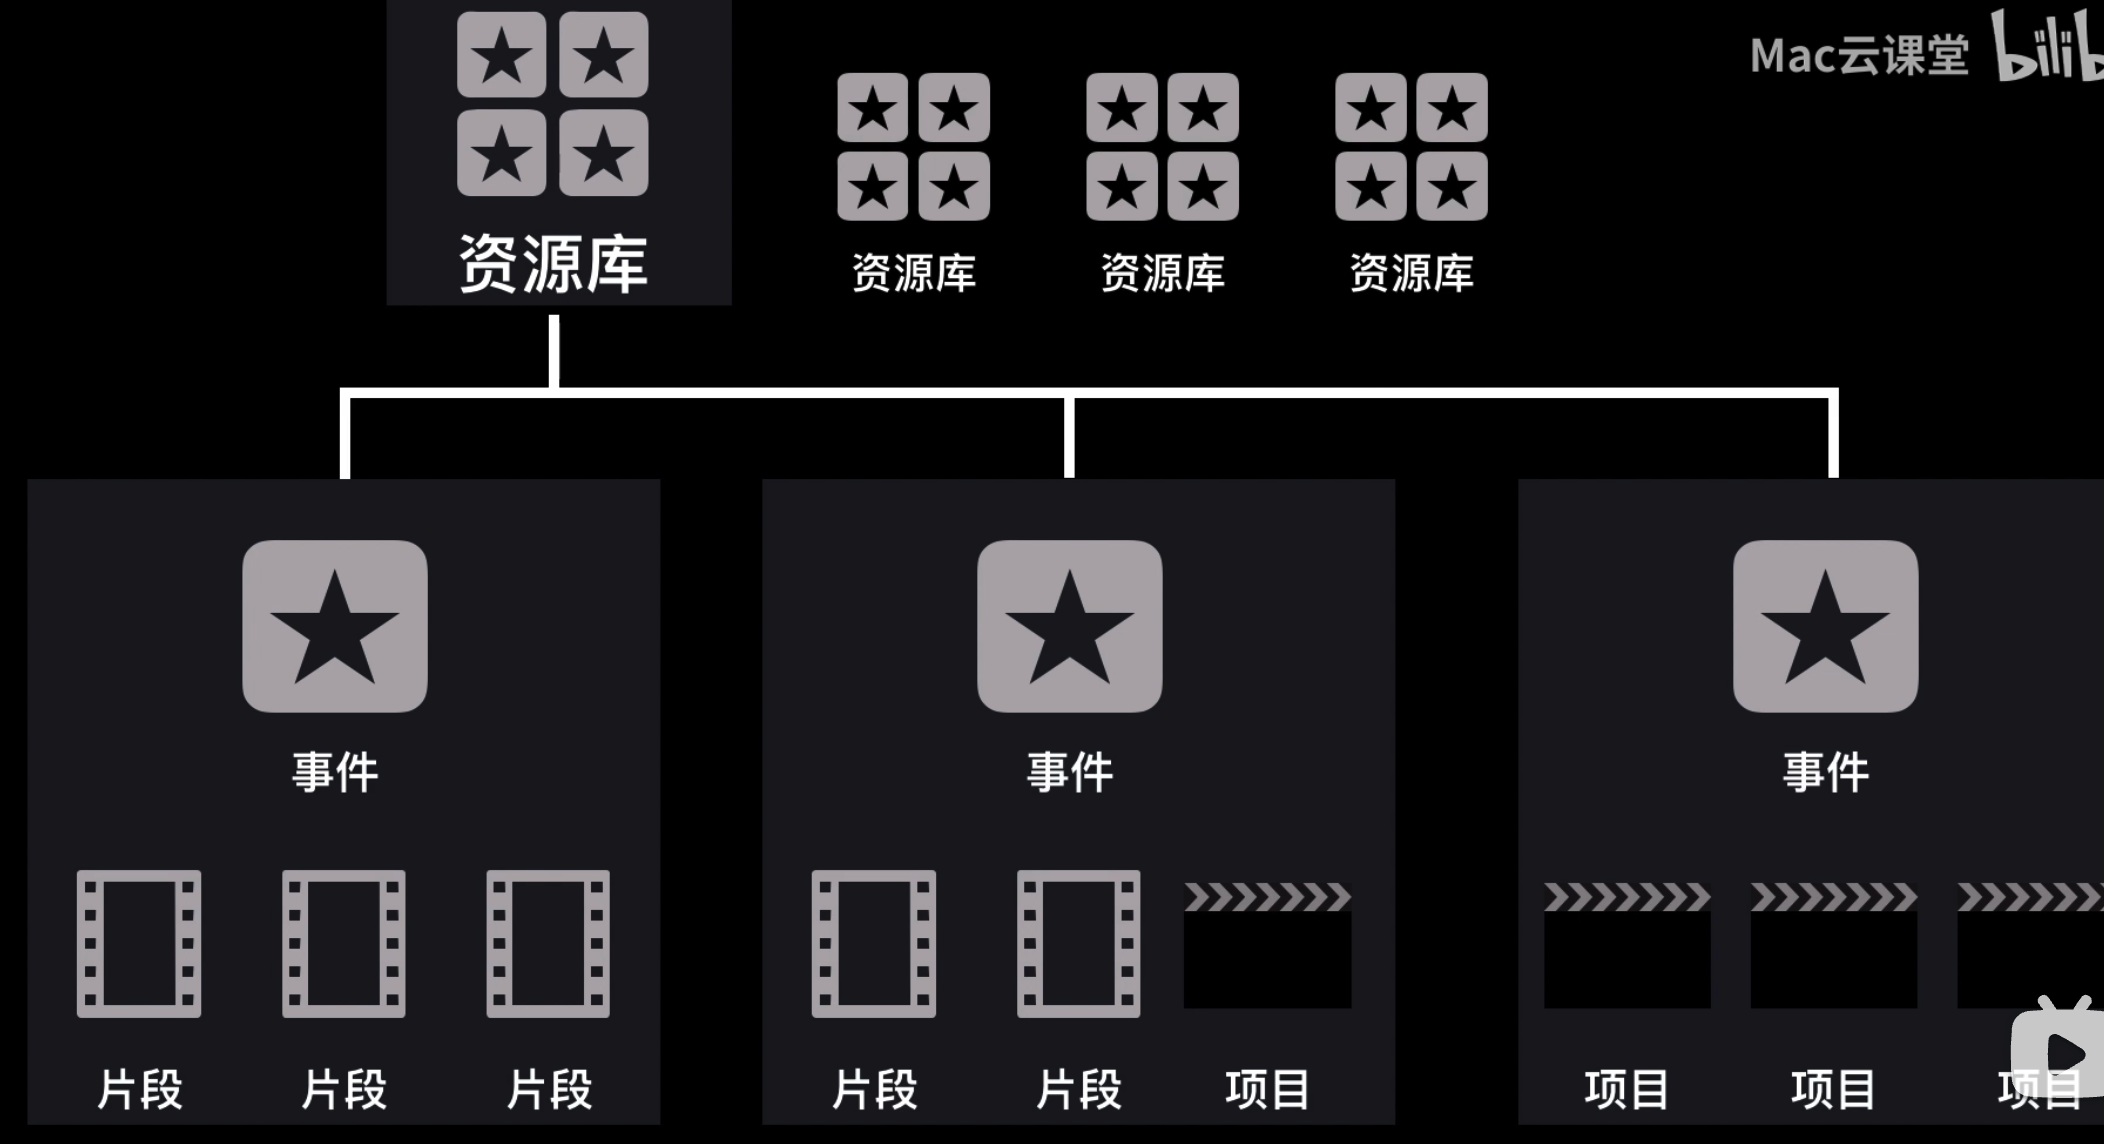 Mac云课堂
资源库
资源库 资源库 资源库
事件 事件 事件
片段 片段 片段 片段 片段 项目 项目 项目 项目